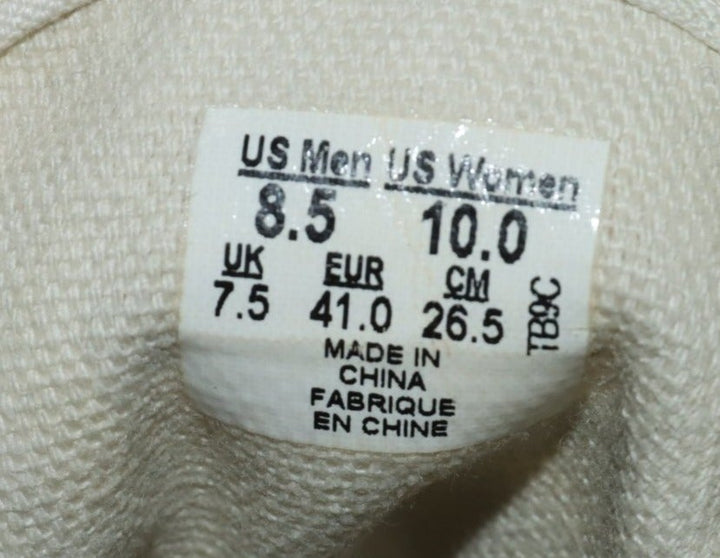 US Men US Women
8.5 10.0
UK EUR CM
7.5 41.0 26.5
TB9C
MADE IN
CHINA
FABRIQUE
EN CHINE